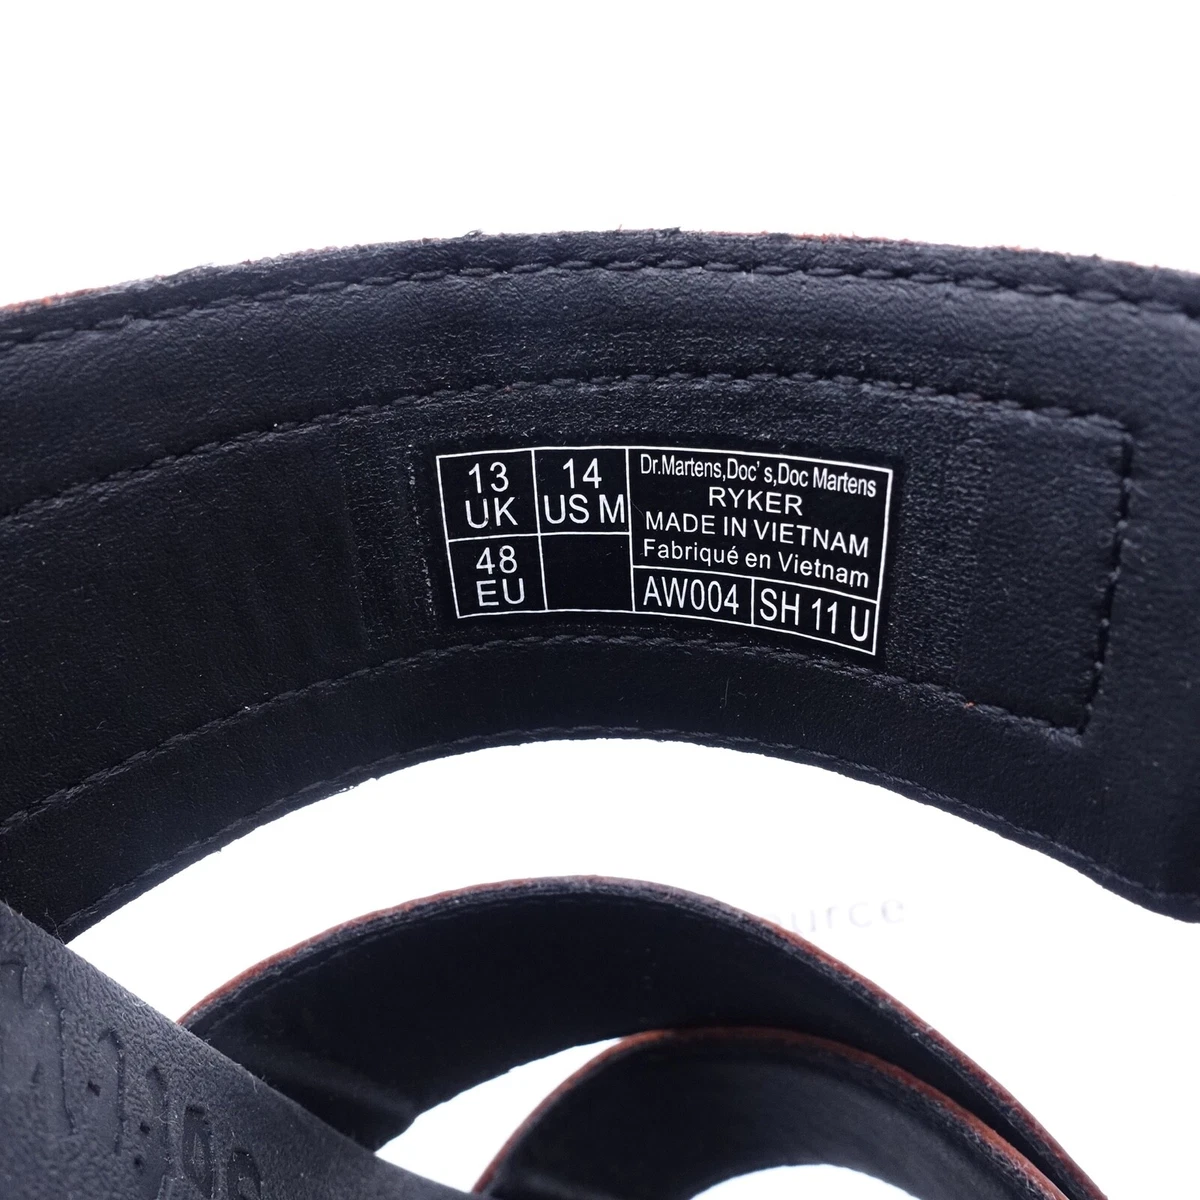 13
UK
14
US M
48
EU
Dr.Martens,Doc's,Doc Martens
RYKER
MADE IN VIETNAM
Fabriqué en Vietnam
AW004
SH 11 U